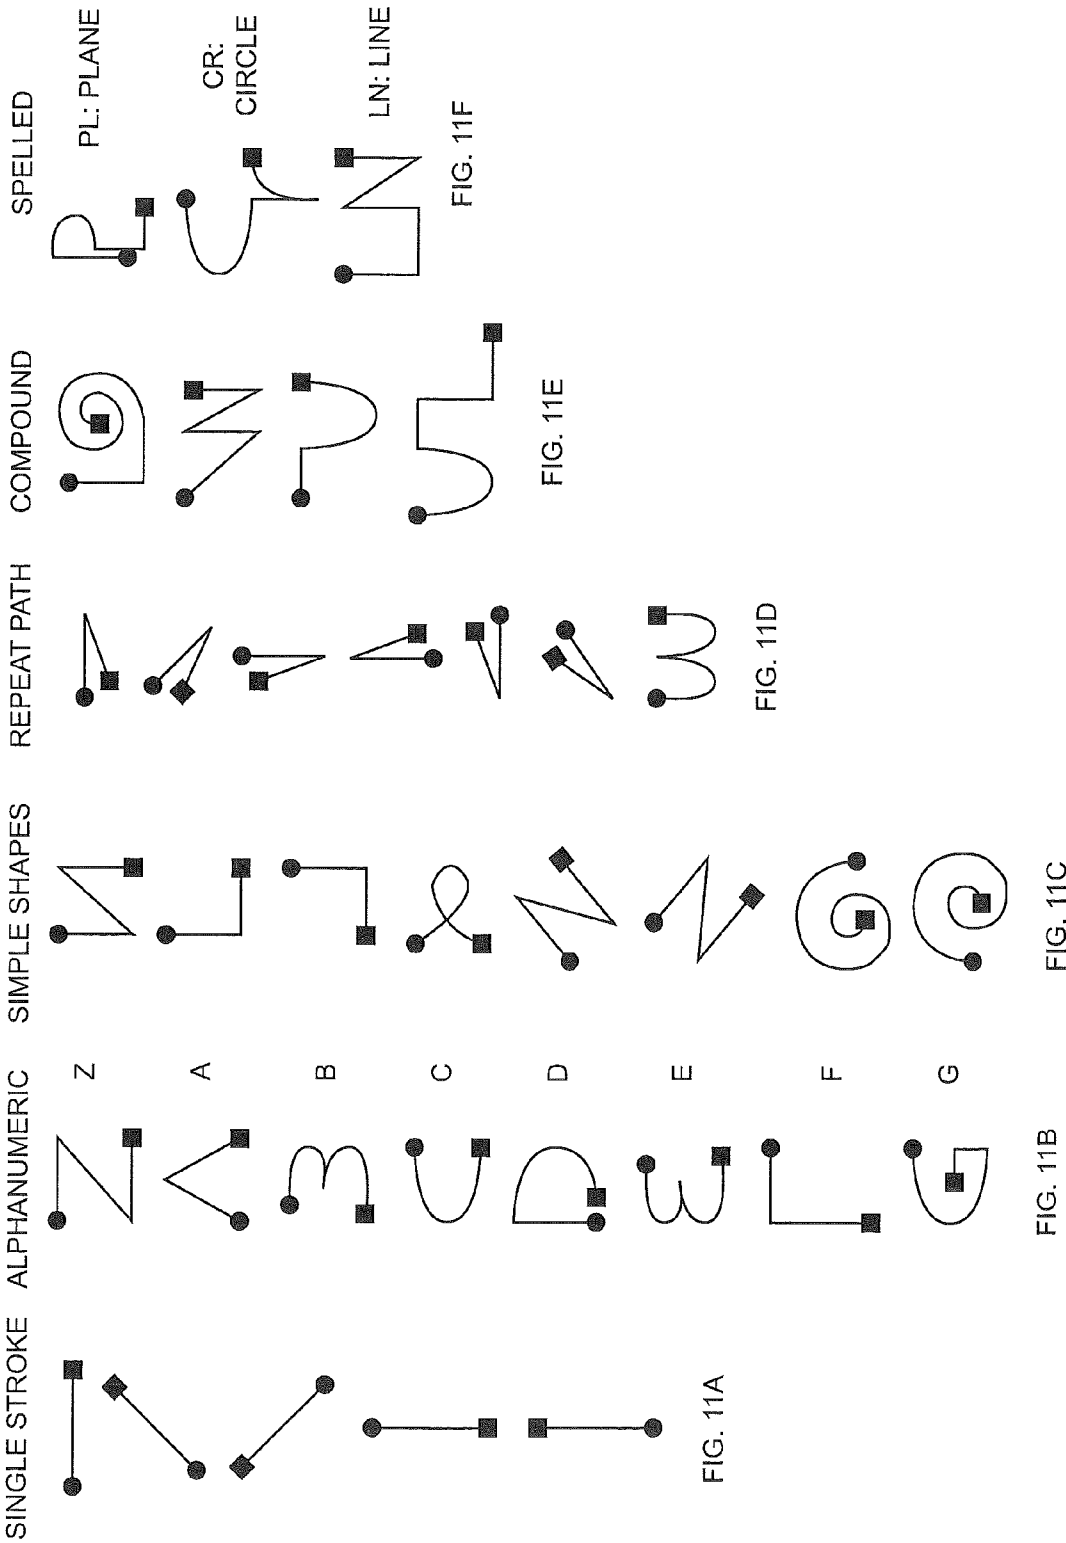 SINGLE STROKE
FIG. 11A
ALPHANUMERIC
Z
A
B
C
D
E
F
G
FIG. 11B
SIMPLE SHAPES
FIG. 11C
REPEAT PATH
FIG. 11D
COMPOUND
FIG. 11E
SPELLED
PL: PLANE
CR:
CIRCLE
LN: LINE
FIG. 11F